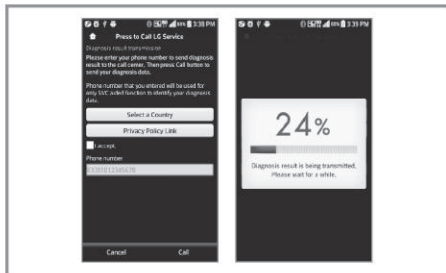 3:38 PM
Press to Call LG Service
Diagnosis result transmission
Please enter your phone number to send diagnosis
result to the call center. Then press Call button to
send your diagnosis data.
Phone number that you entered will be used for
only SVC aided function to identify your diagnosis
data.
Select a Country
Privacy Policy Link
I accept.
Phone number
Cancel Call
3:39 PM
24%
Diagnosis result is being transmitted.
Please wait for a while.